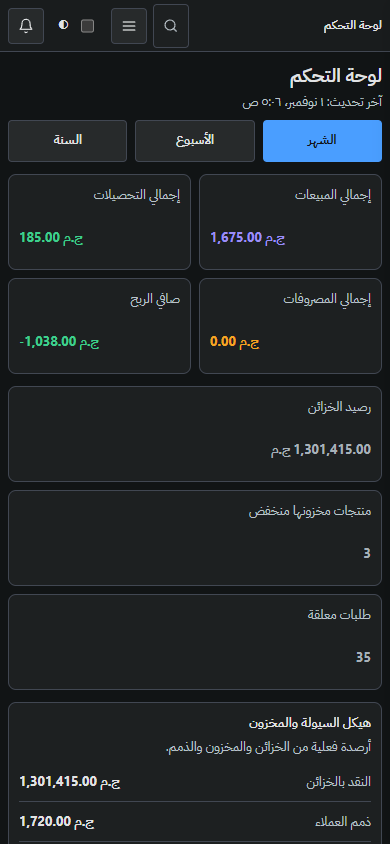 لوحة التحكم
لوحة التحكم
آخر تحديث: ١ نوفمبر، ٥:٠٦ ص
الشهر
الأسبوع
السنة
إجمالي المبيعات
ج.م 1,675.00
إجمالي التحصيلات
ج.م 185.00
إجمالي المصروفات
ج.م 0.00
صافي الربح
ج.م 1,038.00-
رصيد الخزائن
1,301,415.00 ج.م
منتجات مخزونها منخفض
3
طلبات معلقة
35
هيكل السيولة والمخزون
أرصدة فعلية من الخزائن والمخزون والذمم.
النقد بالخزائن
ج.م 1,301,415.00
ذمم العملاء
ج.م 1,720.00